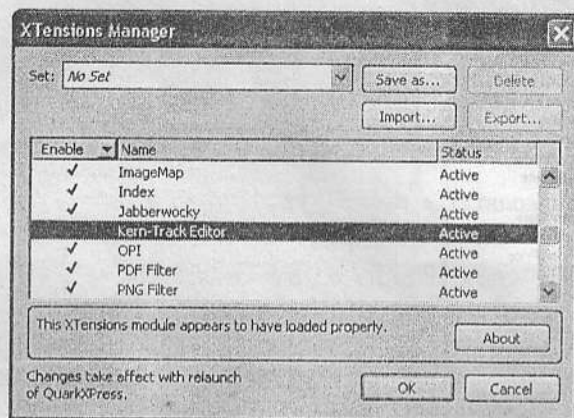 XTensions Manager
Set: No Set
Save as... Delete
Import... Export...
Enable Name Status
ImageMap Active
Index Active
Jabberwocky Active
Kern-Track Editor Active
OPI Active
PDF Filter Active
PNG Filter Active
This XTensions module appears to have loaded properly.
About
Changes take effect with relaunch
of QuarkXPress.
OK Cancel